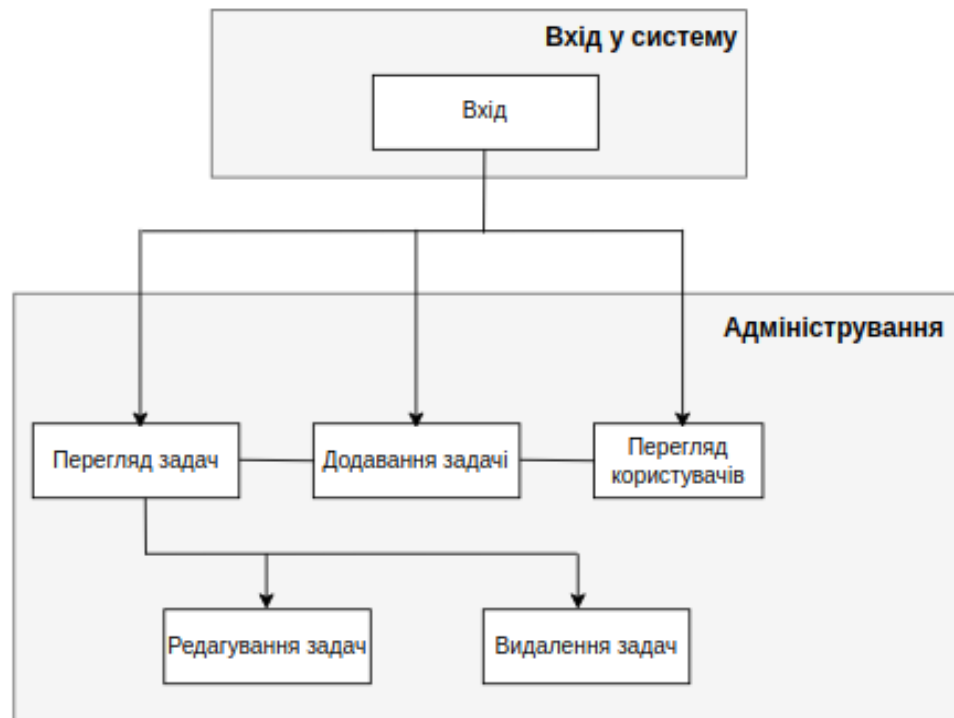 Вхід у систему
Вхід
Адміністрування
Перегляд задач
Додавання задачі
Перегляд
користувачів
Редагування задач
Видалення задач